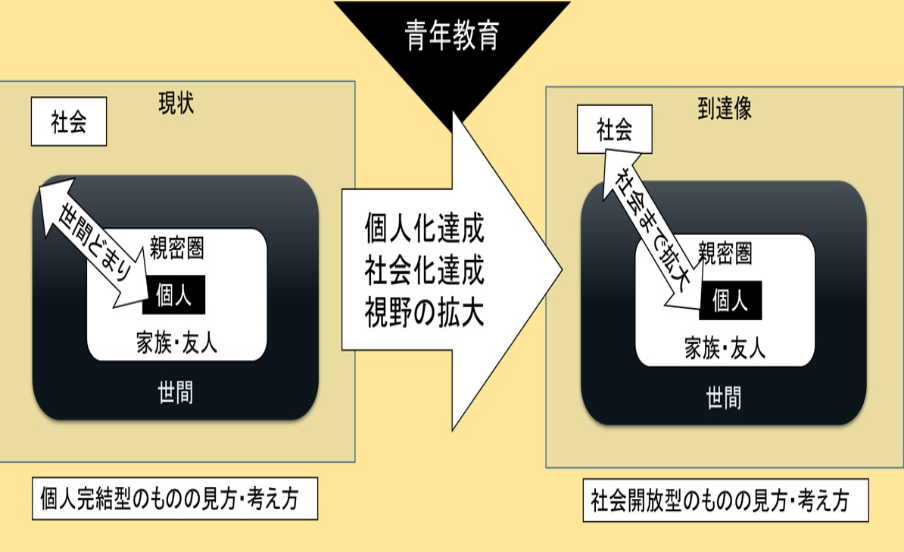 青年教育
現状
社会
世間どまり
親密圏
個人
家族・友人
世間
個人完結型のものの見方・考え方
個人化達成
社会化達成
視野の拡大
到達像
社会
社会まで拡大
親密圏
個人
家族・友人
世間
社会開放型のものの見方・考え方